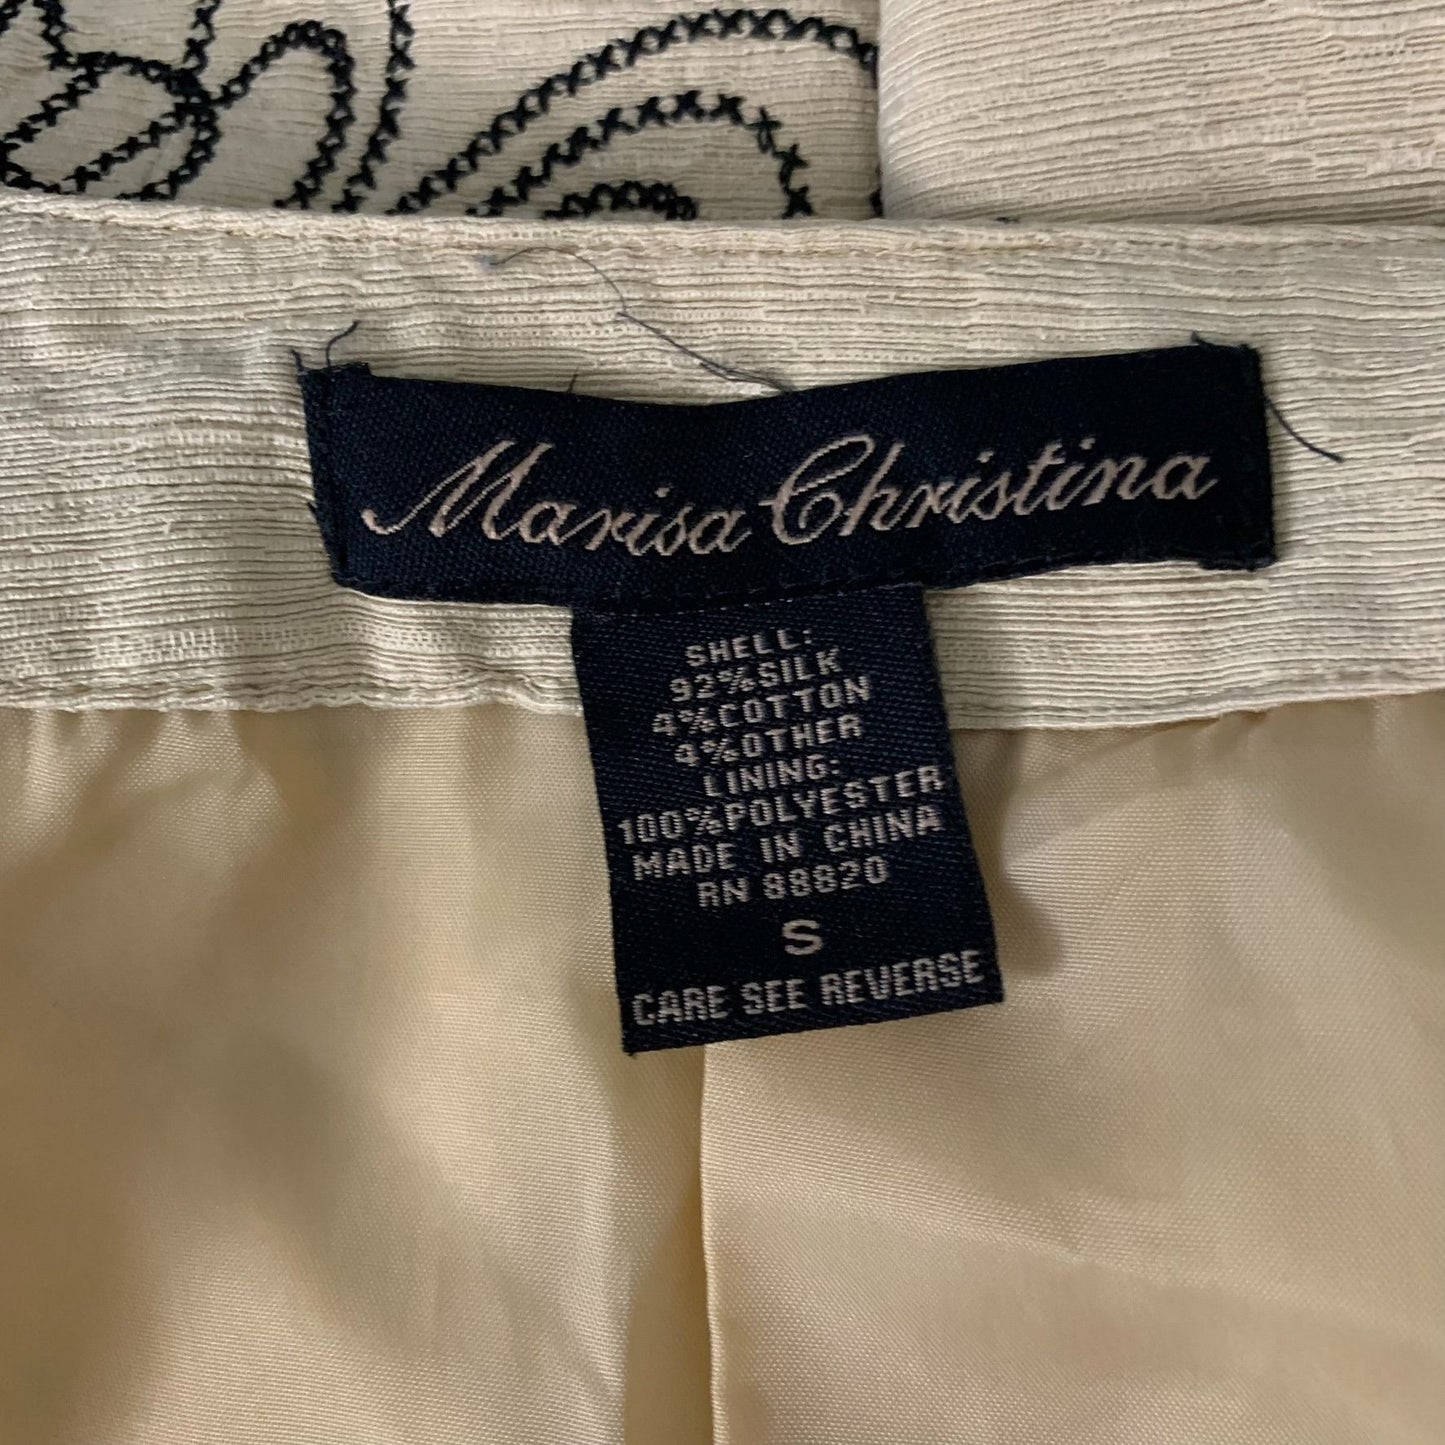 Marisa Christina
SHELL:
92%SILK
4%COTTON
4%OTHER
LINING:
100%POLYESTER
MADE IN CHINA
RN 88820
S
CARE SEE REVERSE